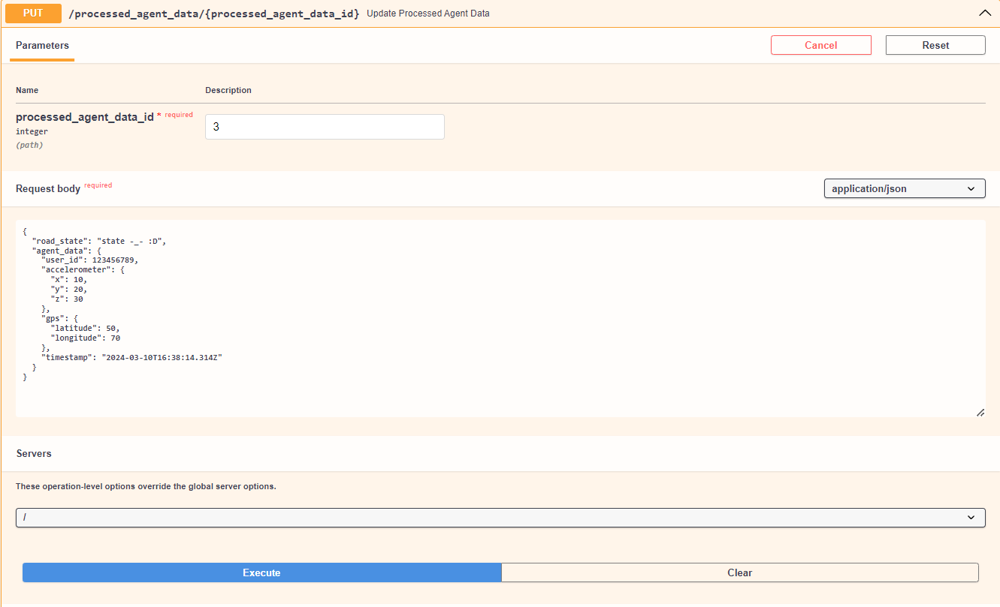 PUT /processed_agent_data/{processed_agent_data_id} Update Processed Agent Data
Parameters Cancel Reset
Name Description
processed_agent_data_id * required 3
integer
(path)
Request body required application/json
{
  "road_state": "state -_- :D",
  "agent_data": {
    "user_id": 123456789,
    "accelerometer": {
      "x": 10,
      "y": 20,
      "z": 30
    },
    "gps": {
      "latitude": 50,
      "longitude": 70
    },
    "timestamp": "2024-03-10T16:38:14.314Z"
  }
}
Servers
These operation-level options override the global server options.
/
Execute Clear